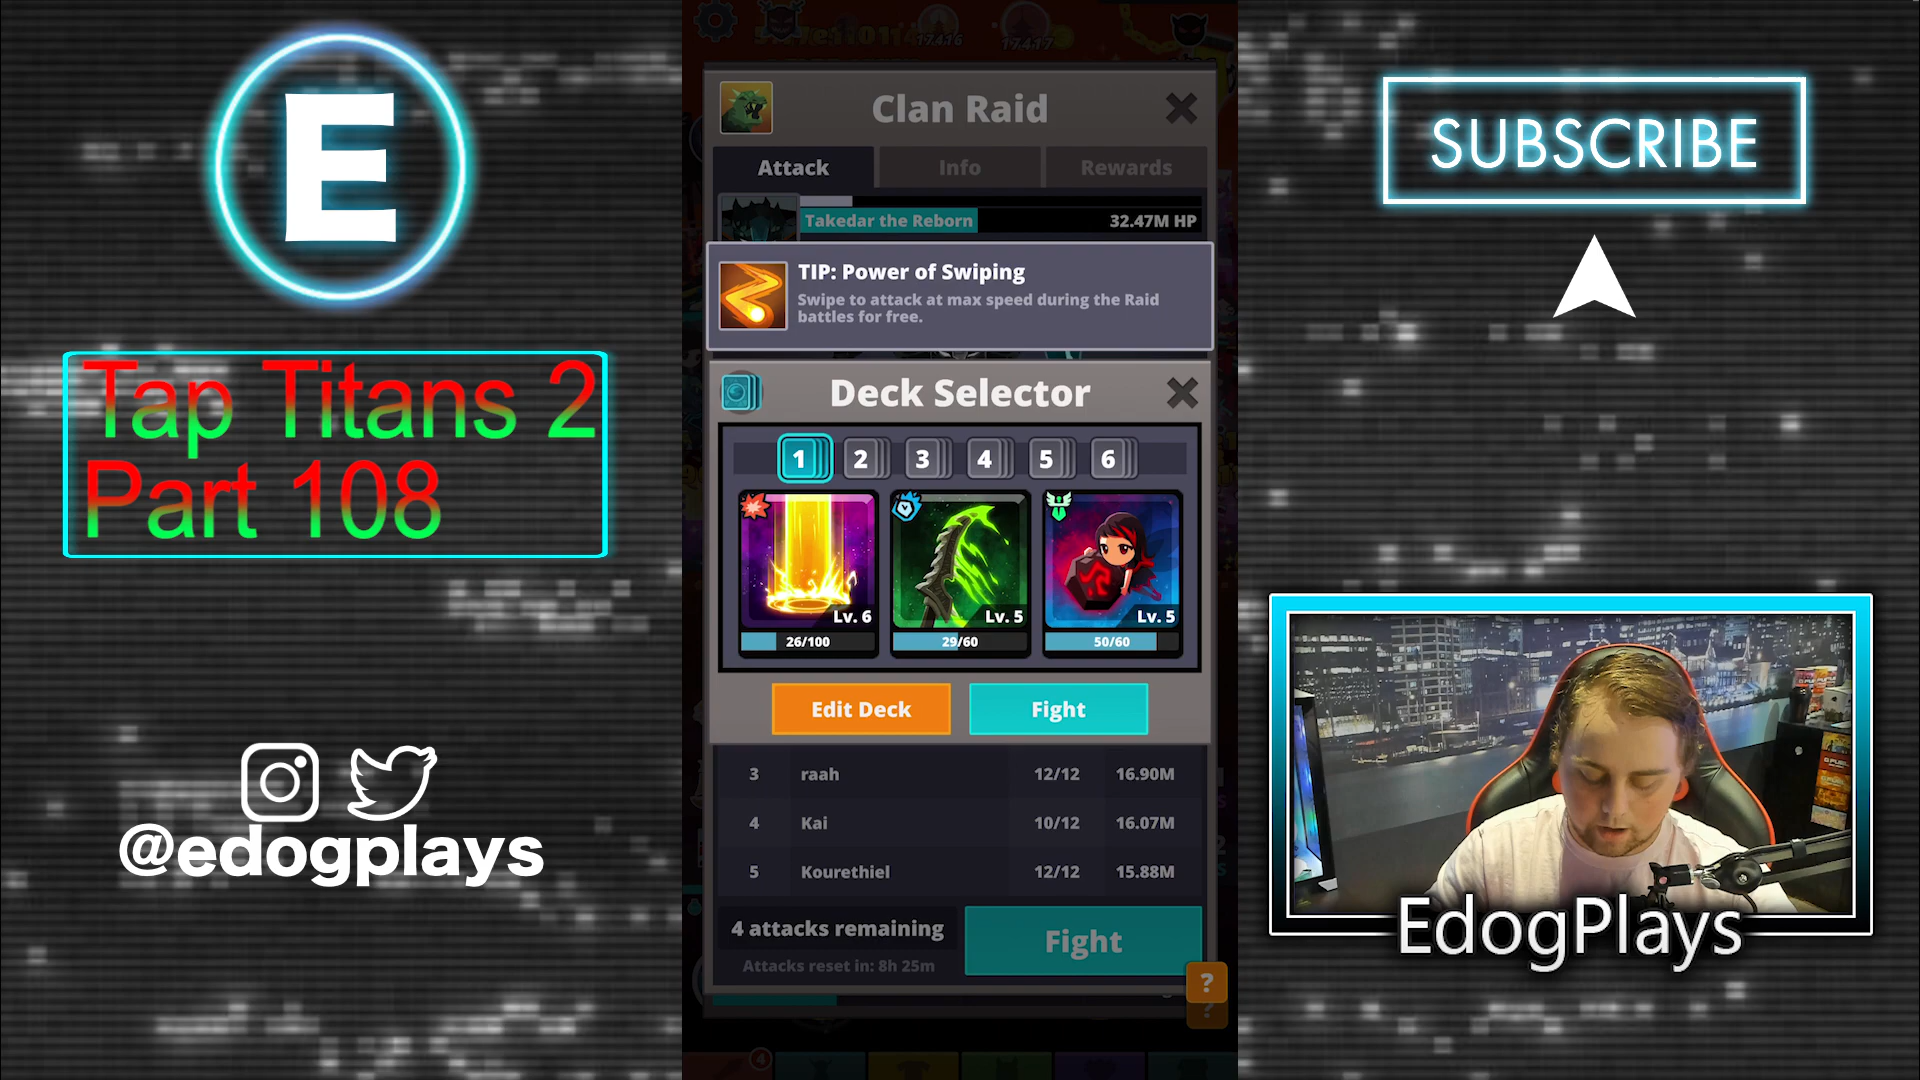 E
Tap Titans 2
Part 108
@edogplays
17416
17417
Clan Raid
Attack
Info
Rewards
Takedar the Reborn
32.47M HP
TIP: Power of Swiping
Swipe to attack at max speed during the Raid
battles for free.
Deck Selector
1 2 3 4 5 6
Lv. 6
Lv. 5
Lv. 5
26/100
29/60
50/60
Edit Deck
Fight
3 raah 12/12 16.90M
4 Kai 10/12 16.07M
5 Kourethiel 12/12 15.88M
4 attacks remaining
Attacks reset in: 8h 25m
Fight
?
?
4
SUBSCRIBE
EdogPlays